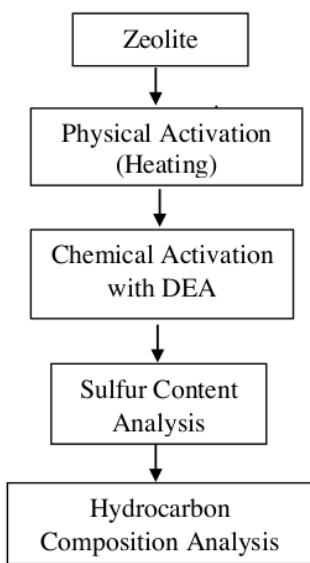 Zeolite
Physical Activation
(Heating)
Chemical Activation
with DEA
Sulfur Content
Analysis
Hydrocarbon
Composition Analysis